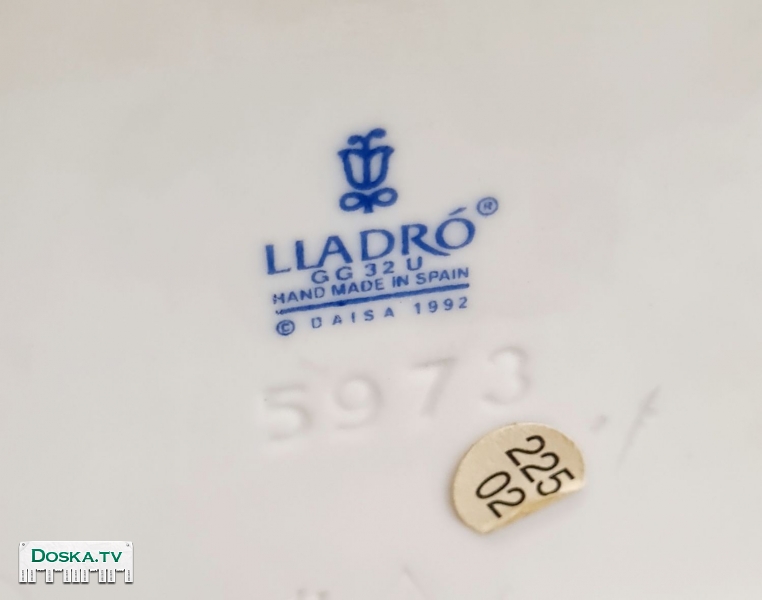 LLADRÓ®
GG 32 U
HAND MADE IN SPAIN
© DAISA 1992
5973
225
02
DOSKA.TV